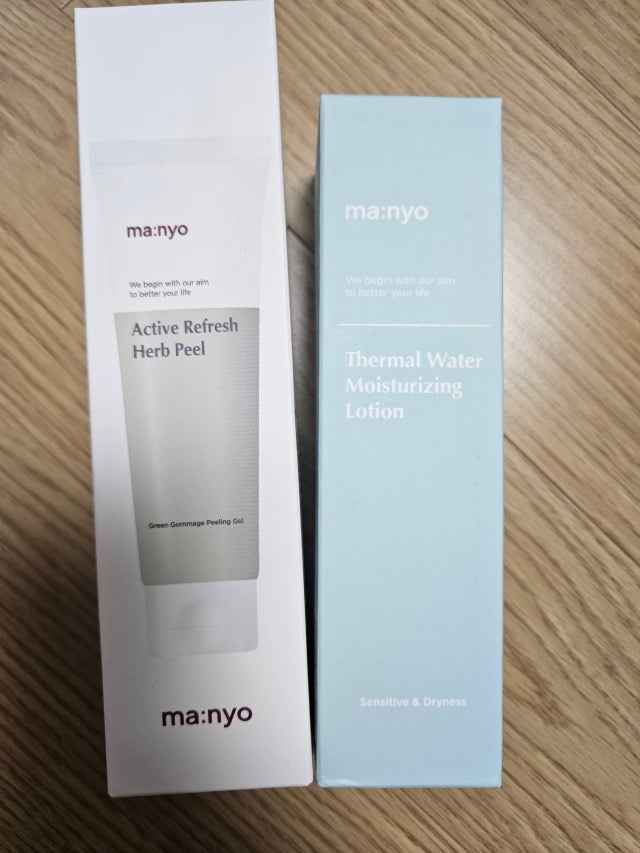 ma:nyo
We begin with our aim
to better your life
Active Refresh
Herb Peel
Green Gommage Peeling Gel
ma:nyo
ma:nyo
We begin with our aim
to better your life
Thermal Water
Moisturizing
Lotion
Sensitive & Dryness